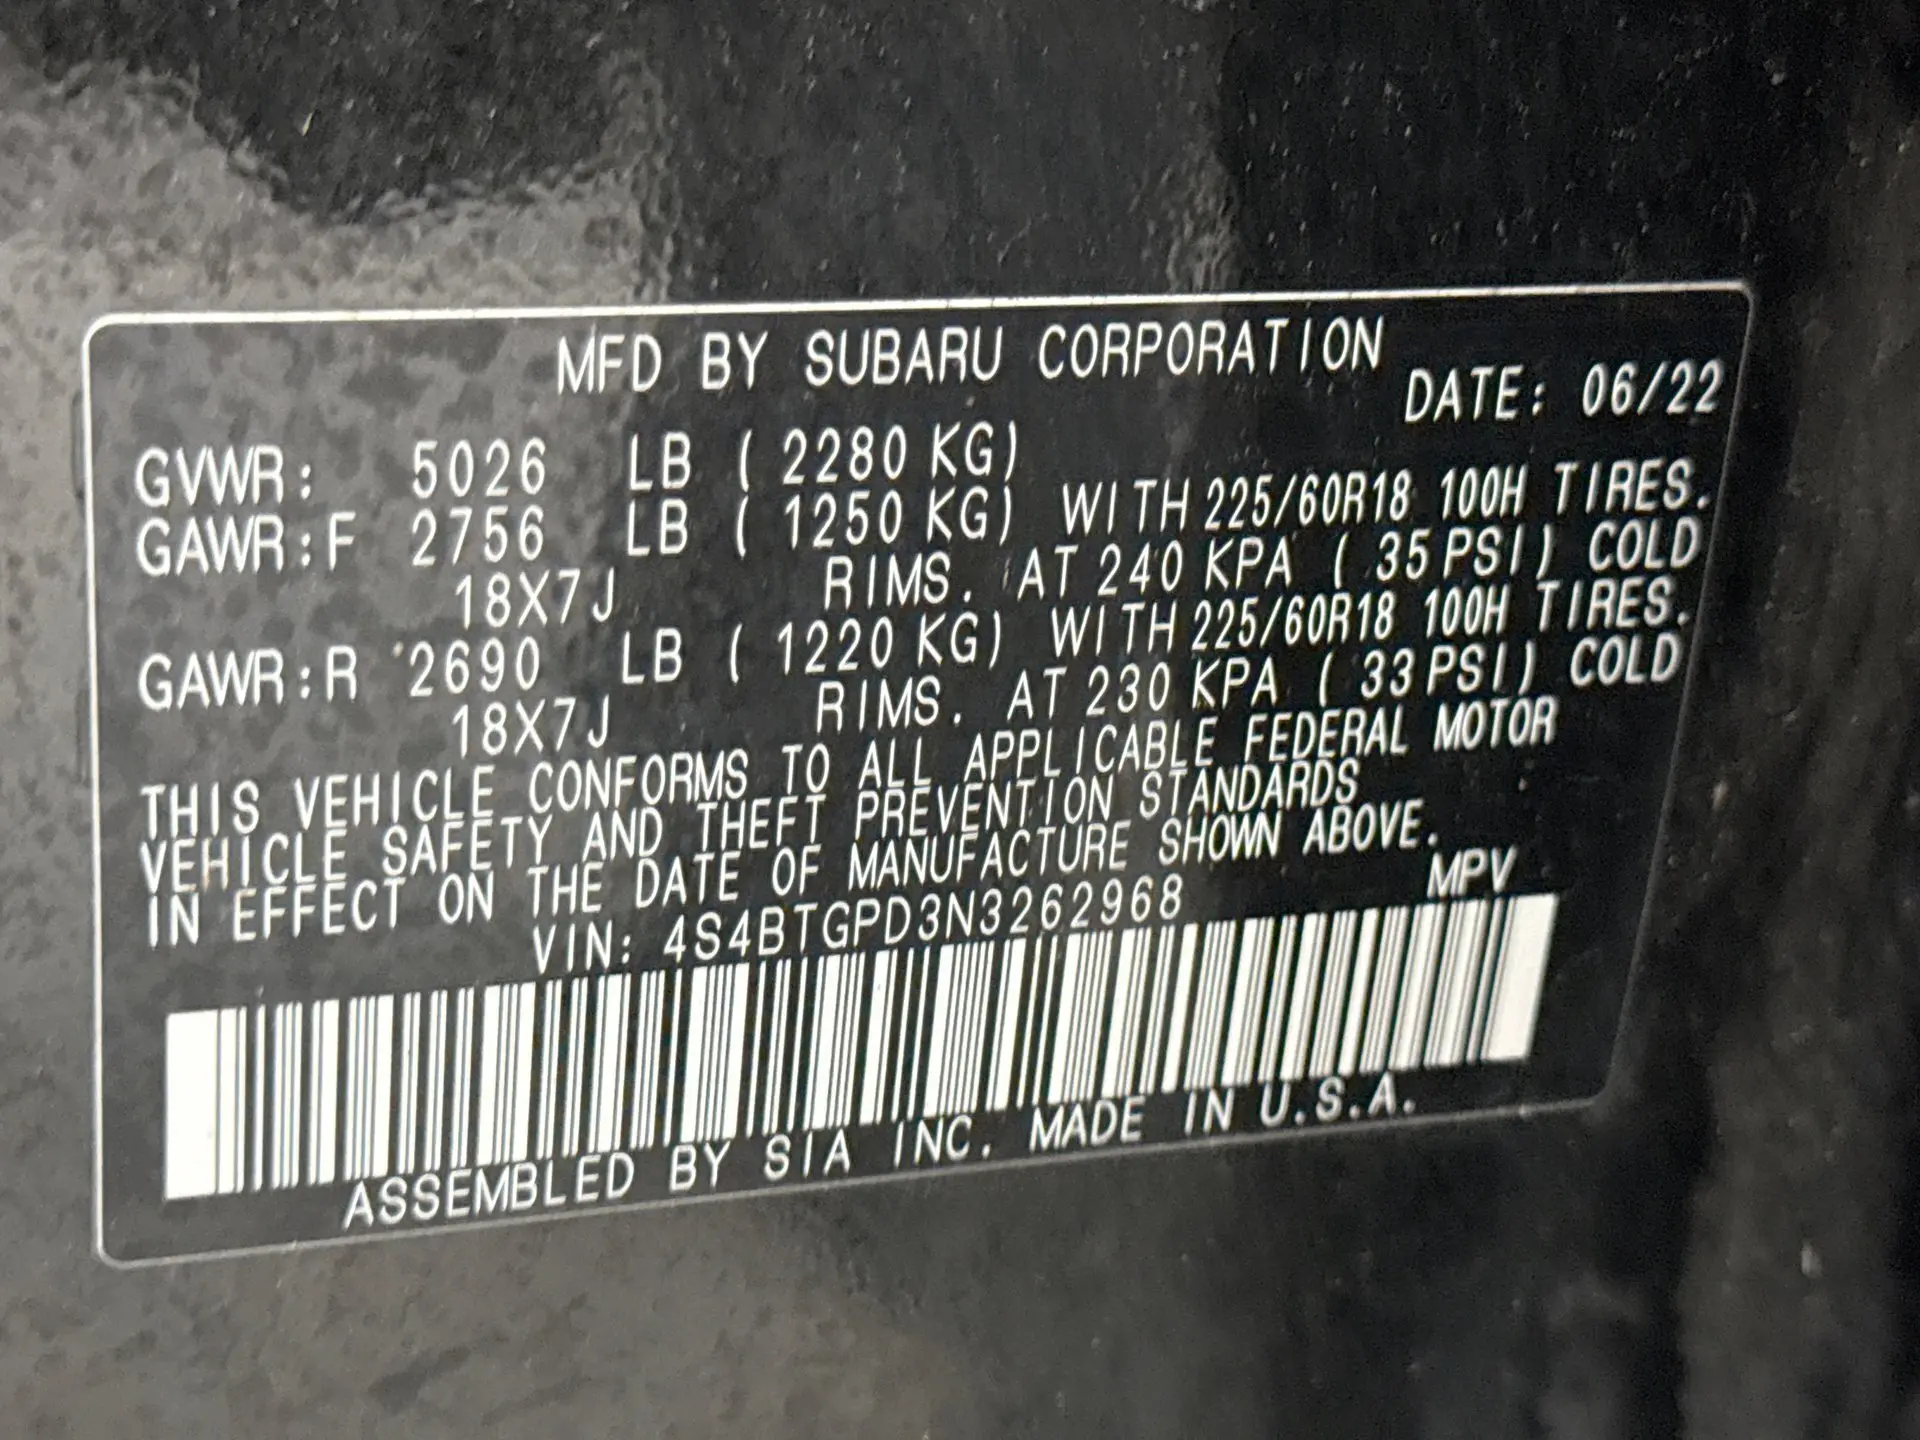 MFD BY SUBARU CORPORATION
DATE: 06/22
GVWR: 5026 LB ( 2280 KG)
GAWR:F 2756 LB ( 1250 KG) WITH 225/60R18 100H TIRES.
18X7J RIMS. AT 240 KPA ( 35 PSI) COLD
GAWR:R 2690 LB ( 1220 KG) WITH 225/60R18 100H TIRES.
18X7J RIMS. AT 230 KPA ( 33 PSI) COLD
THIS VEHICLE CONFORMS TO ALL APPLICABLE FEDERAL MOTOR
VEHICLE SAFETY AND THEFT PREVENTION STANDARDS
IN EFFECT ON THE DATE OF MANUFACTURE SHOWN ABOVE.
VIN: 4S4BTGPD3N3262968 MPV
ASSEMBLED BY SIA INC. MADE IN U.S.A.